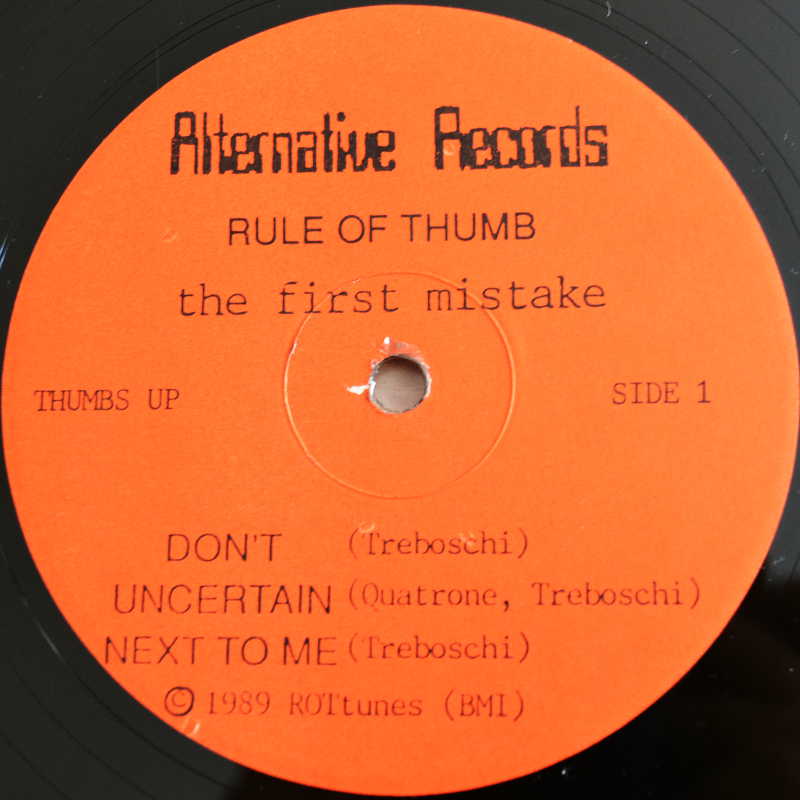 Alternative Records
RULE OF THUMB
the first mistake
THUMBS UP
SIDE 1
DON'T (Treboschi)
UNCERTAIN (Quatrone, Treboschi)
NEXT TO ME (Treboschi)
© 1989 ROTtunes (BMI)